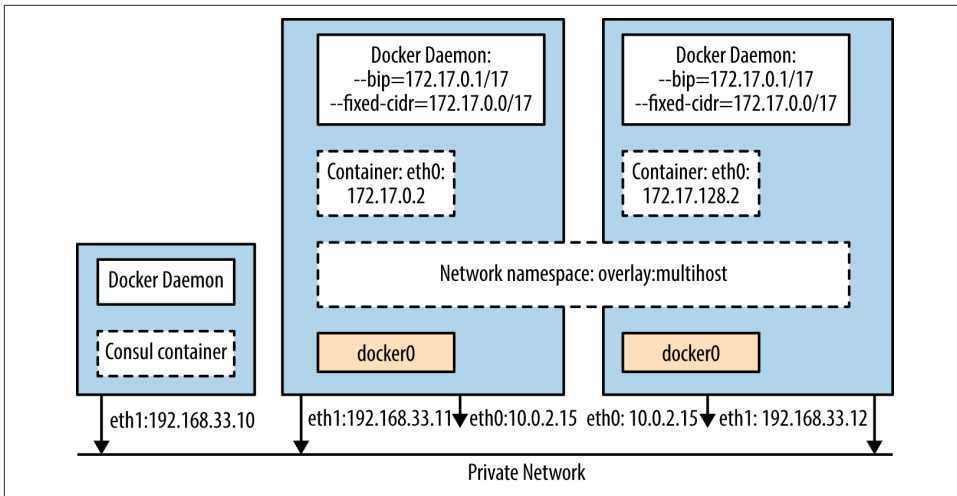 Docker Daemon:
--bip=172.17.0.1/17
--fixed-cidr=172.17.0.0/17
Docker Daemon:
--bip=172.17.0.1/17
--fixed-cidr=172.17.0.0/17
Container: eth0:
172.17.0.2
Container: eth0:
172.17.128.2
Network namespace: overlay:multihost
Docker Daemon
Consul container
docker0
docker0
eth1:192.168.33.10
eth1:192.168.33.11
eth0:10.0.2.15
eth0: 10.0.2.15
eth1: 192.168.33.12
Private Network